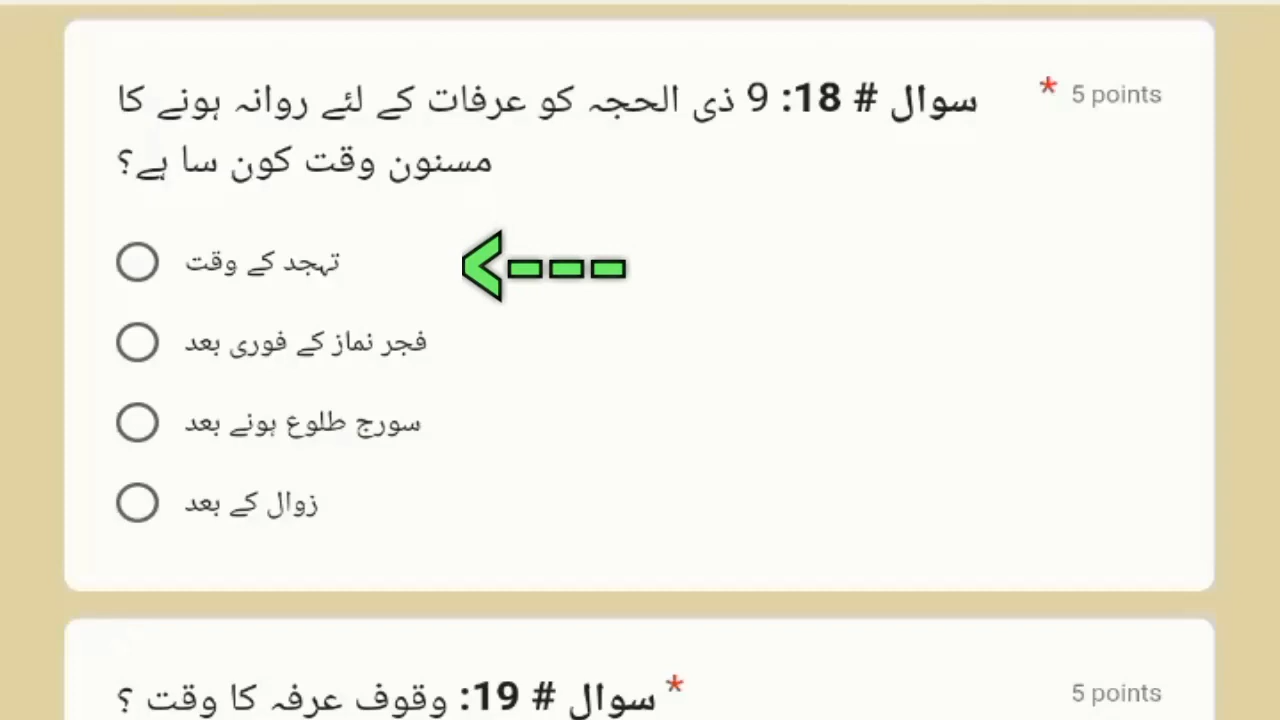 سوال # 18: 9 ذی الحجہ کو عرفات کے لئے روانہ ہونے کا
* 5 points
مسنون وقت کون سا ہے؟
تہجد کے وقت
فجر نماز کے فوری بعد
سورج طلوع ہونے بعد
زوال کے بعد
سوال # 19: وقوف عرفہ کا وقت ؟
* 5 points